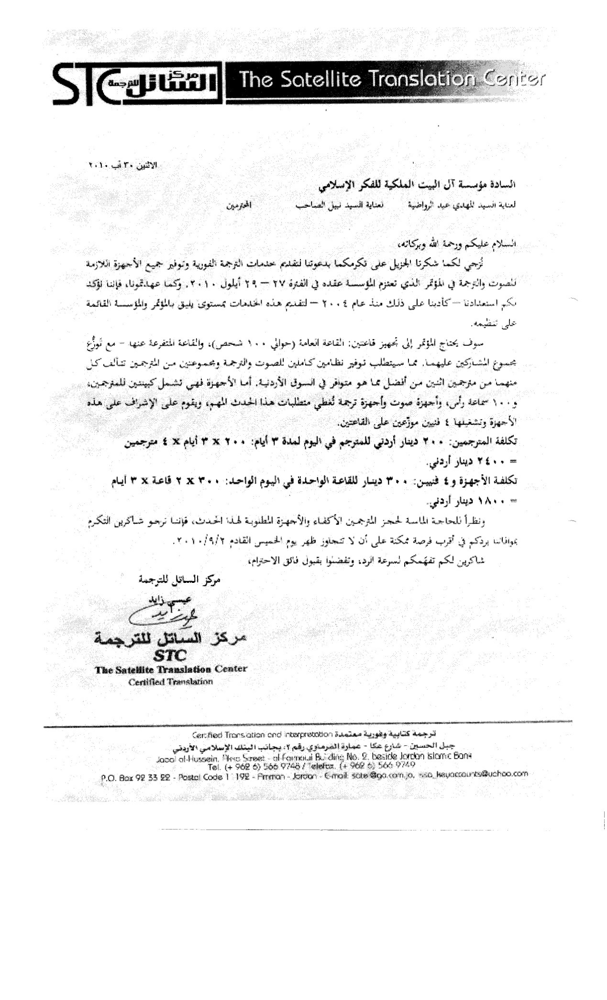 STC مركز الساتل للترجمة The Satellite Translation Center
الاثنين ٣٠ آب ٢٠١٠
السادة مؤسسة آل البيت الملكية للفكر الإسلامي
لعناية السيد المهدي عبد الرواضية لعناية السيد نبيل الصاحب المحترمين
السلام عليكم ورحمة الله وبركاته،
نُزجي لكما شكرنا الجزيل على تكرمكما بدعوتنا لتقديم خدمات الترجمة الفورية وتوفير جميع الأجهزة اللازمة
للصوت والترجمة في المؤتمر الذي تعتزم المؤسسة عقده في الفترة ٢٧ – ٢٩ أيلول ٢٠١٠. وكما عهدتمونا، فإننا نؤكد
لكم استعدادنا – كدأبنا على ذلك منذ عام ٢٠٠٤ – لتقديم هذه الخدمات بمستوى يليق بالمؤتمر والمؤسسة القائمة
على تنظيمه.
سوف يحتاج المؤتمر إلى تجهيز قاعتين: القاعة العامة (حوالي ١٠٠ شخص)، والقاعة المتفرعة عنها – مع توزُّع
مجموع المشاركين عليهما. مما سيتطلب توفير نظامين كاملين للصوت والترجمة ومجموعتين من المترجمين تتألف كل
منهما من مترجمين اثنين من أفضل مما هو متوافر في السوق الأردنية. أما الأجهزة فهي تشمل كبينتين للمترجمين،
و١٠٠ سماعة رأس، وأجهزة صوت وأجهزة ترجمة تُغطي متطلبات هذا الحدث المهم، ويقوم على الإشراف على هذه
الأجهزة وتشغيلها ٤ فنيين موزّعين على القاعتين.
تكلفة المترجمين: ٢٠٠ دينار أردني للمترجم في اليوم لمدة ٣ أيام: ٢٠٠ X ٣ أيام X ٤ مترجمين
= ٢٤٠٠ دينار أردني.
تكلفة الأجهزة و٤ فنيين: ٣٠٠ دينار للقاعة الواحدة في اليوم الواحد: ٣٠٠ X ٢ قاعة X ٣ أيام
= ١٨٠٠ دينار أردني.
ونظراً للحاجة الماسة لحجز المترجمين الأكفاء والأجهزة المطلوبة لهذا الحدث، فإننا نرجو شاكرين التكرم
بموافاتنا بردكم في أقرب فرصة ممكنة على أن لا تتجاوز ظهر يوم الخميس القادم ٢٠١٠/٩/٢.
شاكرين لكم تفهّمكم لسرعة الرد، وتفضلوا بقبول فائق الاحترام،
مركز الساتل للترجمة
عيسى زايد
مركز الساتل للترجمة
STC
The Satellite Translation Center
Certified Translation
Certified Translation and Interpretation ترجمة كتابية وفورية معتمدة
جبل الحسين - شارع عكا - عمارة الفرماوي رقم ٢، بجانب البنك الإسلامي الأردني
Jabal al-Hussein, Akka Street - al-Farmawi Building No. 2, beside Jordan Islamic Bank
Tel. (+ 962 6) 566 9748 / Telefax. (+ 962 6) 566 9749
P.O. Box 92 33 22 - Postal Code 11192 - Amman - Jordan - E-mail: